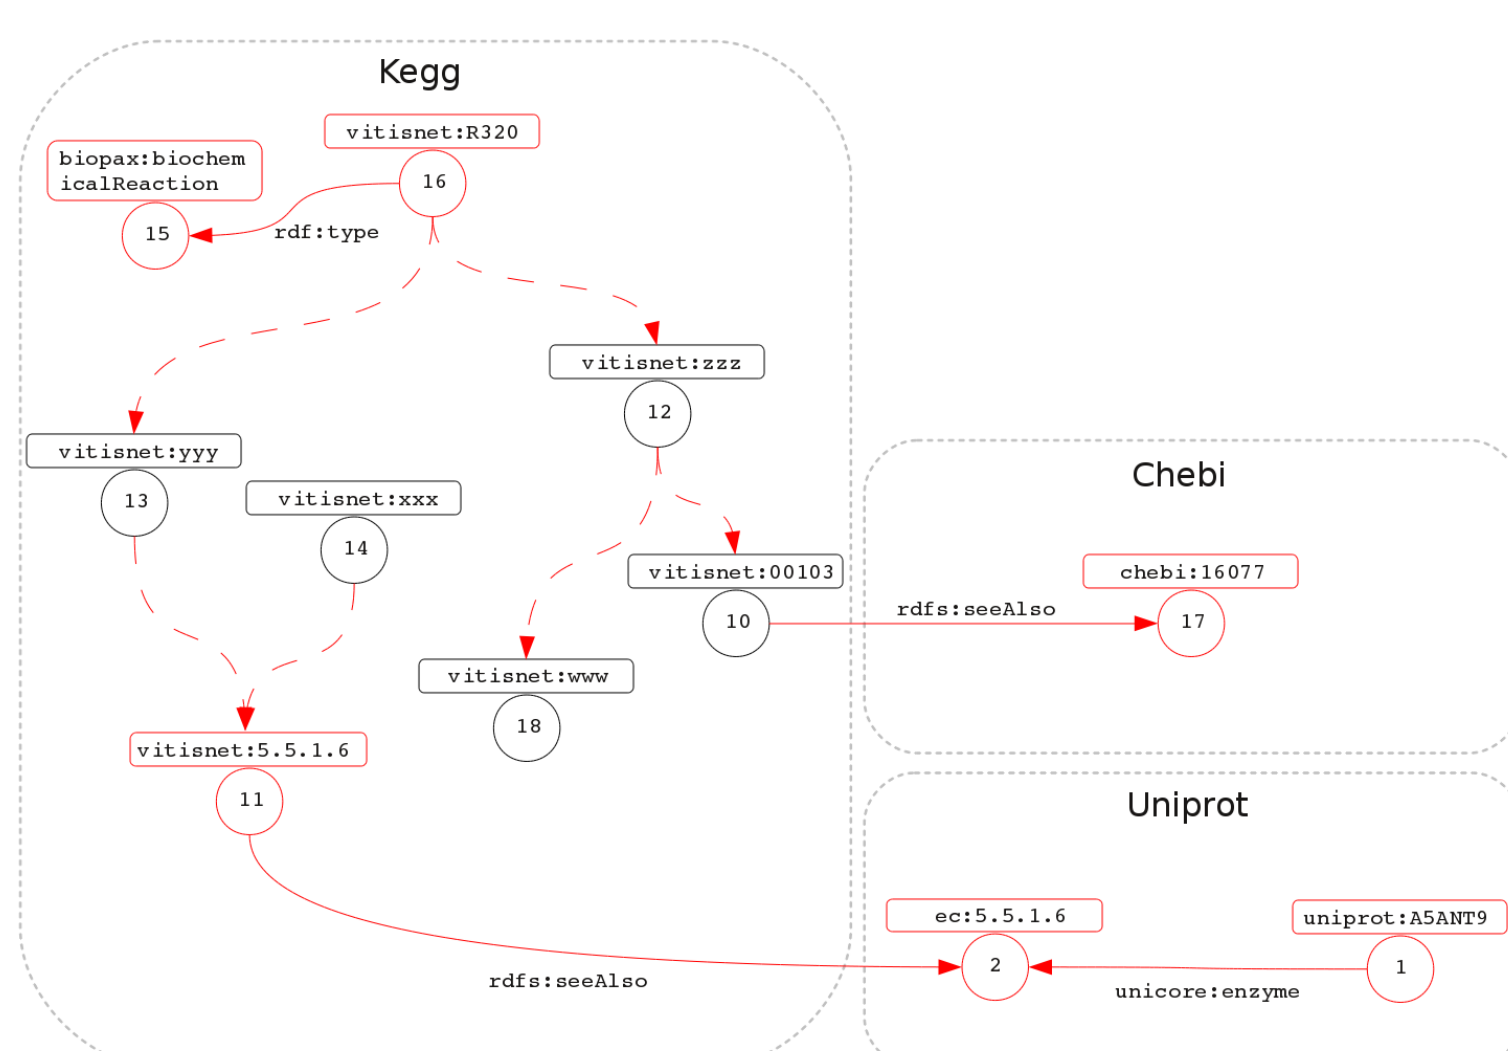 Kegg
vitisnet:R320
biopax:biochem
icalReaction
16
15
rdf:type
vitisnet:zzz
12
vitisnet:yyy
13
vitisnet:xxx
14
vitisnet:00103
10
rdfs:seeAlso
Chebi
chebi:16077
17
vitisnet:www
18
vitisnet:5.5.1.6
11
rdfs:seeAlso
Uniprot
ec:5.5.1.6
2
uniprot:A5ANT9
1
unicore:enzyme